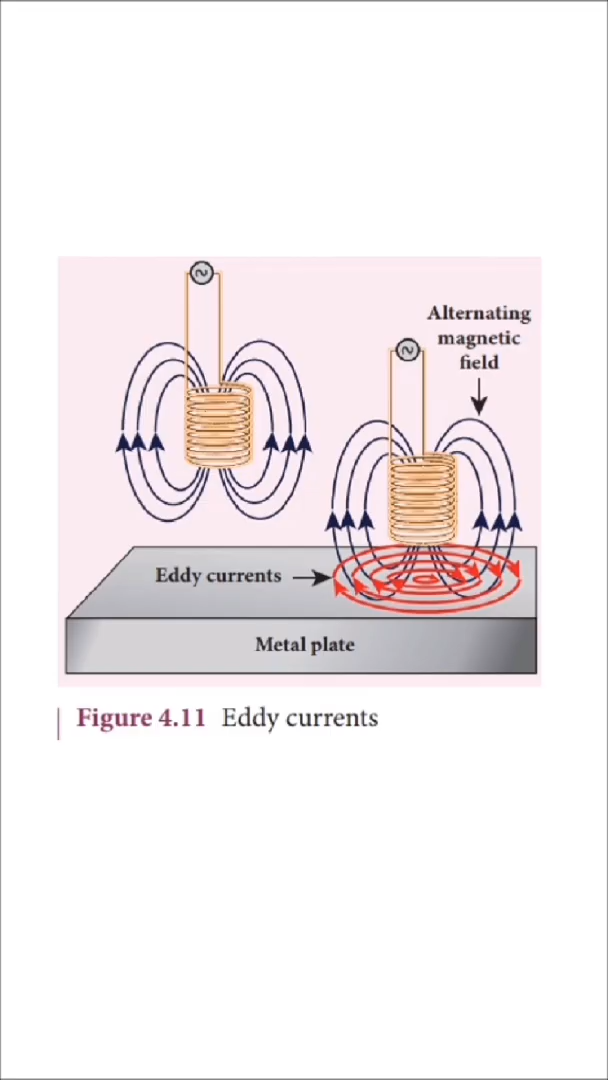 Alternating
magnetic
field
Eddy currents
Metal plate
Figure 4.11 Eddy currents